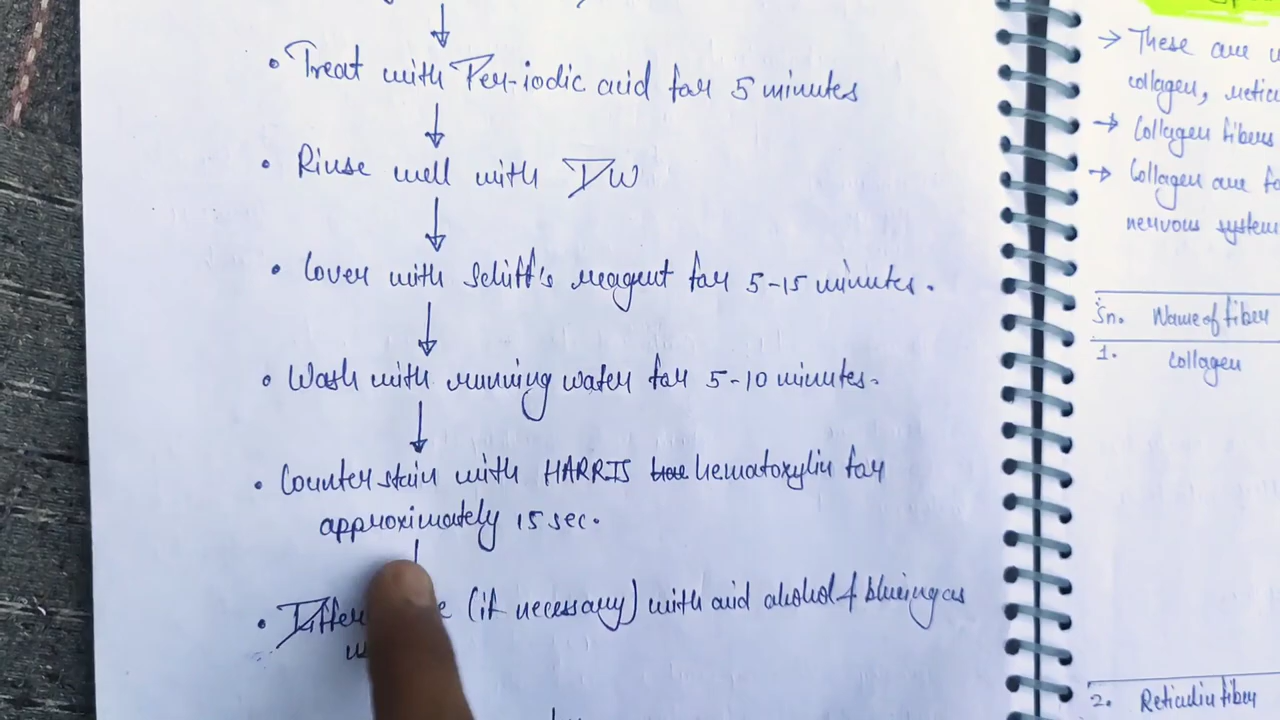 • Treat with Per-iodic acid for 5 minutes
• Rinse well with DW
• Cover with Schiff's reagent for 5-15 minutes.
• Wash with running water for 5-10 minutes.
• Counter stain with HARRIS hematoxylin for
approximately 15 sec.
(if necessary) with acid alcohol & blueing as
→ These are
collagen,
→ Collagen fibers
→ Collagen are
nervous system
Sn. Name of fiber
1. Collagen
2. Reticulin fiber